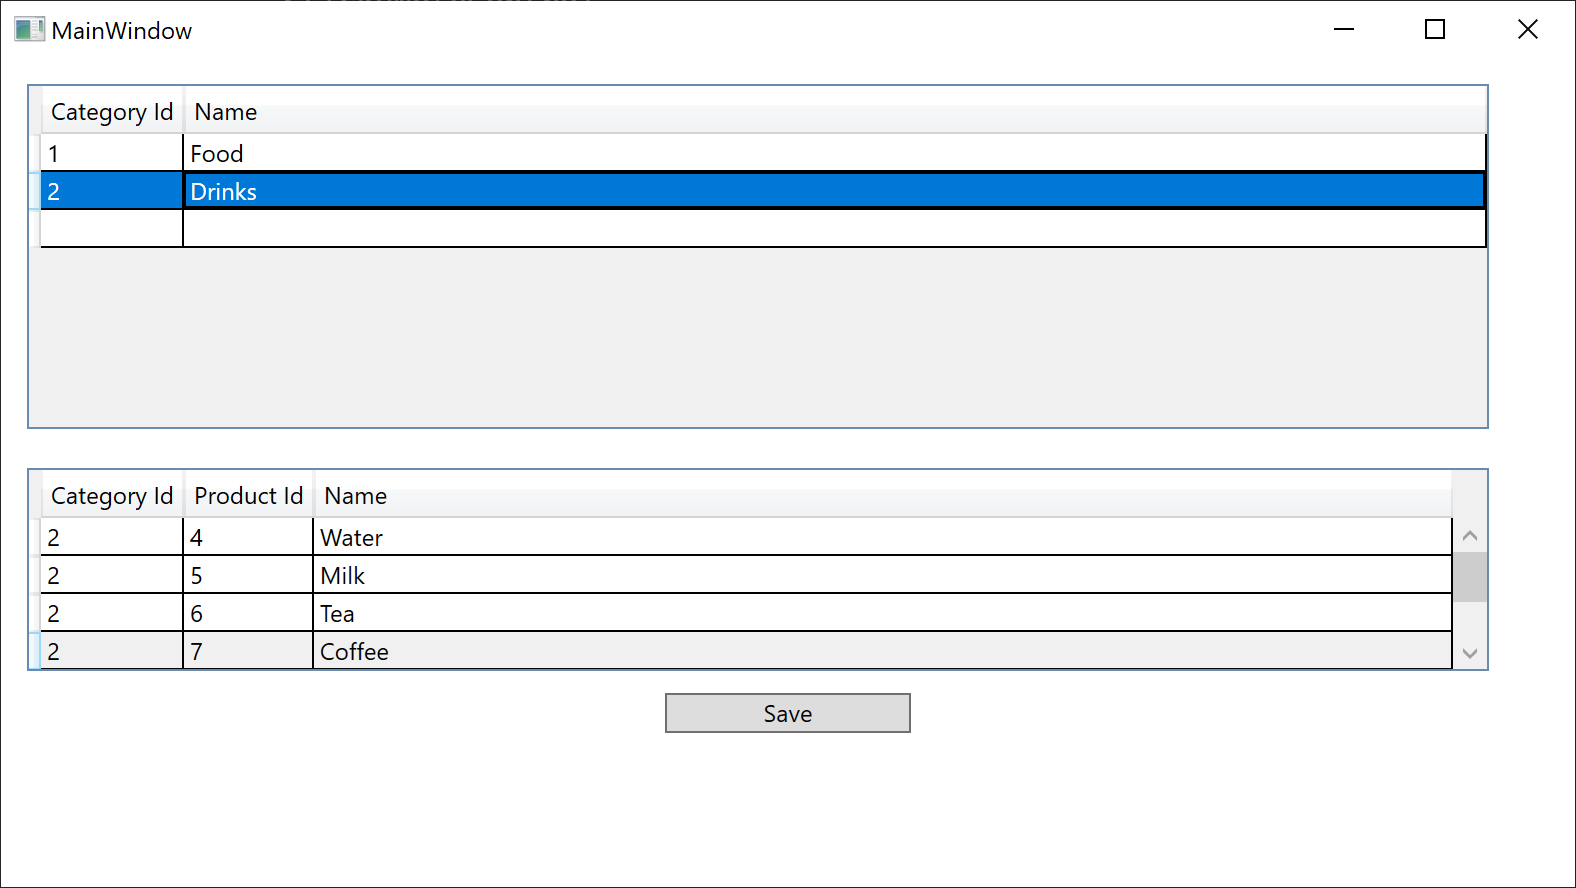 MainWindow
Category Id Name
1 Food
2 Drinks
Category Id Product Id Name
2 4 Water
2 5 Milk
2 6 Tea
2 7 Coffee
Save